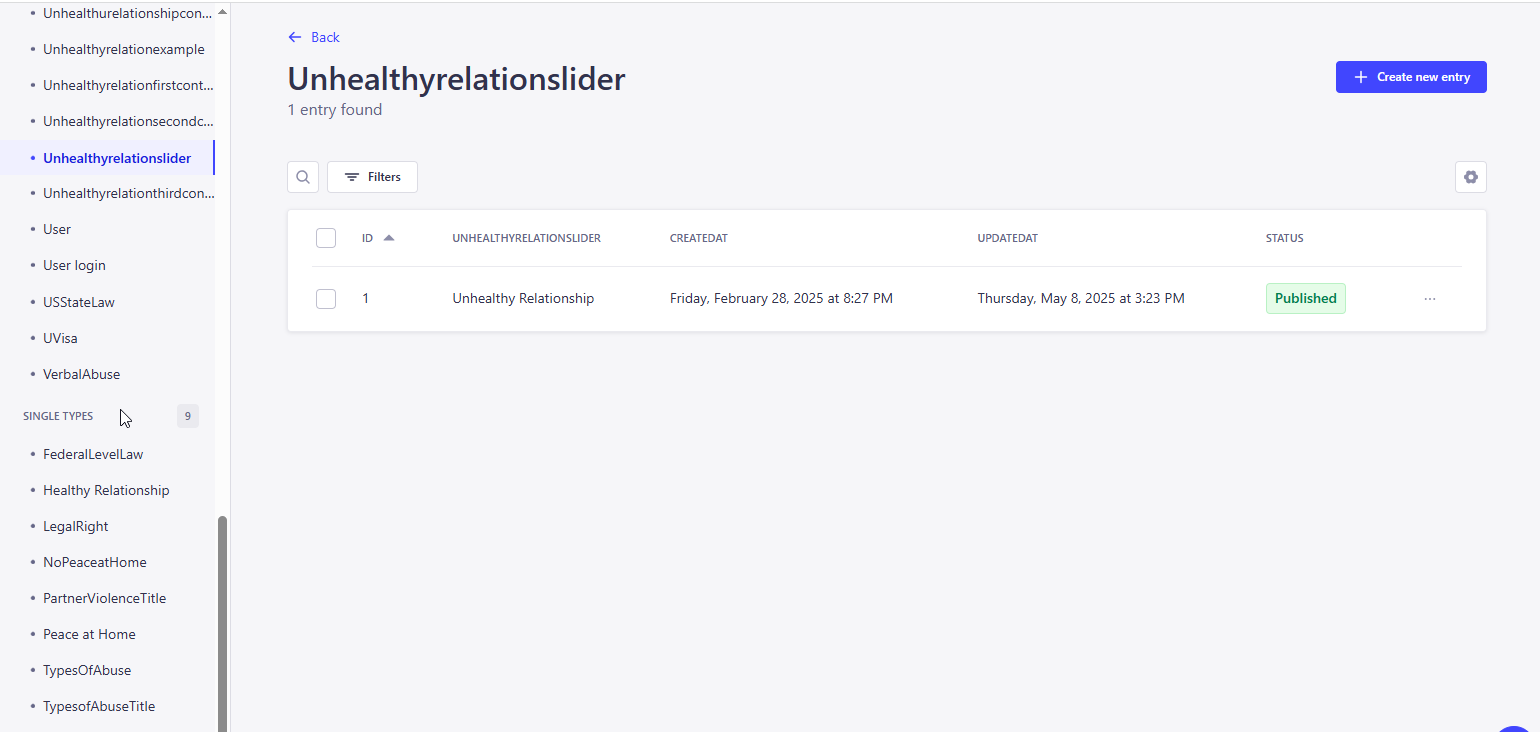 Unhealthurelationshipcon...
Unhealthyrelationexample
Unhealthyrelationfirstcont...
Unhealthyrelationsecondc...
Unhealthyrelationslider
Unhealthyrelationthirdcon...
User
User login
USStateLaw
UVisa
VerbalAbuse
SINGLE TYPES 9
FederalLevelLaw
Healthy Relationship
LegalRight
NoPeaceatHome
PartnerViolenceTitle
Peace at Home
TypesOfAbuse
TypesofAbuseTitle
Back
Unhealthyrelationslider
1 entry found
Create new entry
Filters
ID UNHEALTHYRELATIONSLIDER CREATEDAT UPDATEDAT STATUS
1 Unhealthy Relationship Friday, February 28, 2025 at 8:27 PM Thursday, May 8, 2025 at 3:23 PM Published